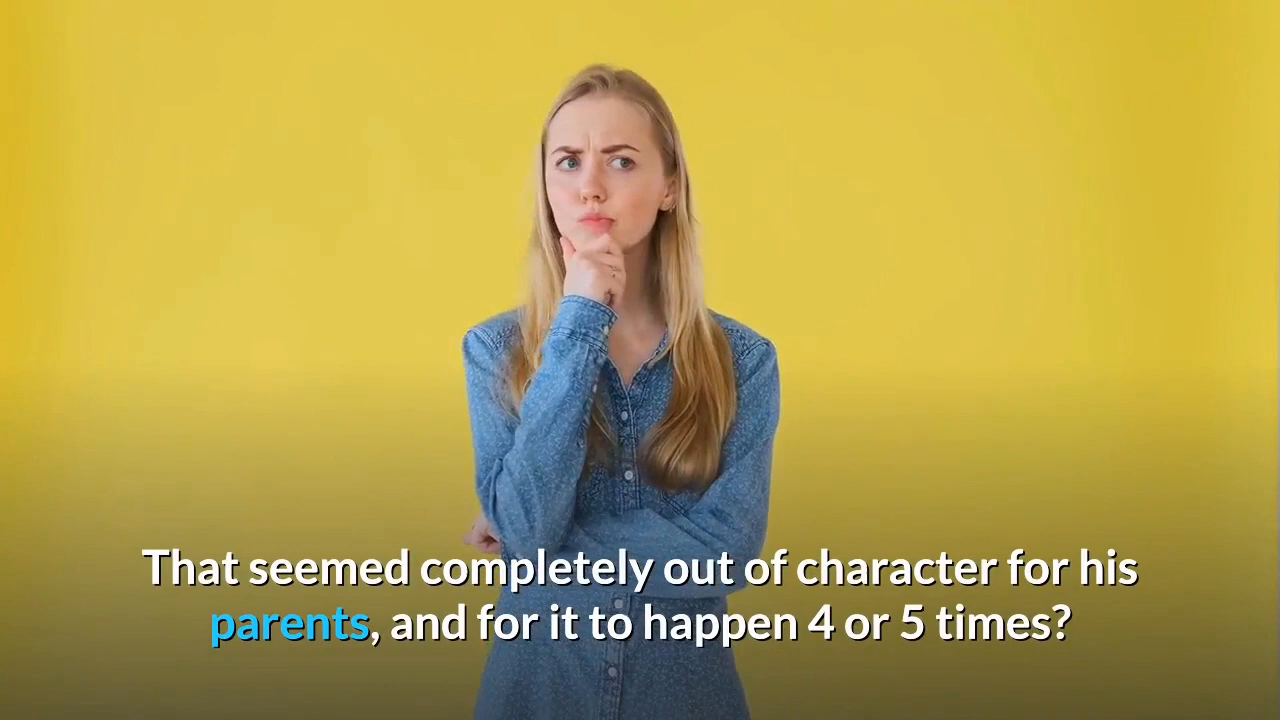 That seemed completely out of character for his
parents, and for it to happen 4 or 5 times?